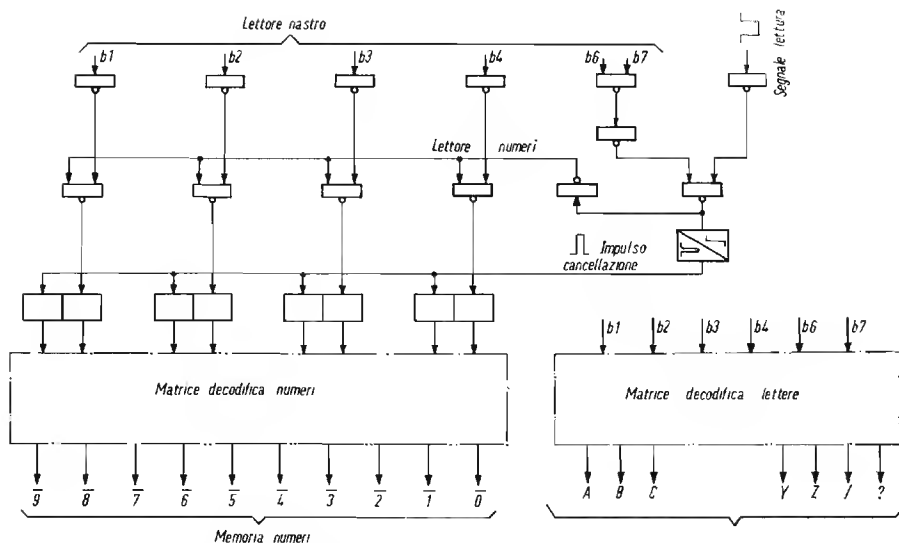 Lettore nastro
b1 b2 b3 b4 b6 b7
Segnale lettura
Lettore numeri
Impulso
cancellazione
b1 b2 b3 b4 b6 b7
Matrice decodifica numeri
Matrice decodifica lettere
9̅ 8̅ 7̅ 6̅ 5̅ 4̅ 3̅ 2̅ 1̅ 0̅
A B C Y Z / ?
Memoria numeri